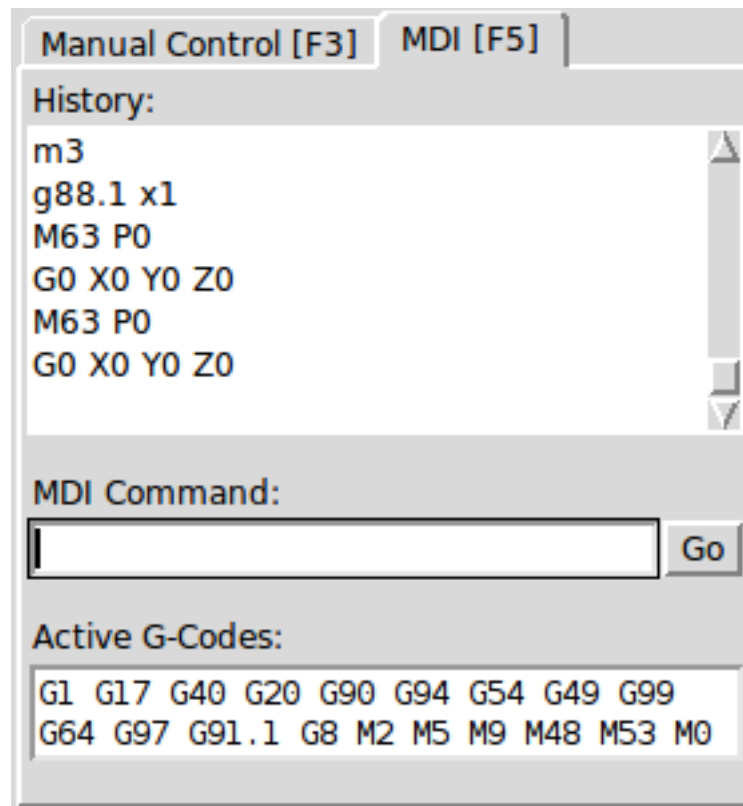 Manual Control [F3] MDI [F5]
History:
m3
g88.1 x1
M63 P0
G0 X0 Y0 Z0
M63 P0
G0 X0 Y0 Z0
MDI Command:
Go
Active G-Codes:
G1 G17 G40 G20 G90 G94 G54 G49 G99
G64 G97 G91.1 G8 M2 M5 M9 M48 M53 M0